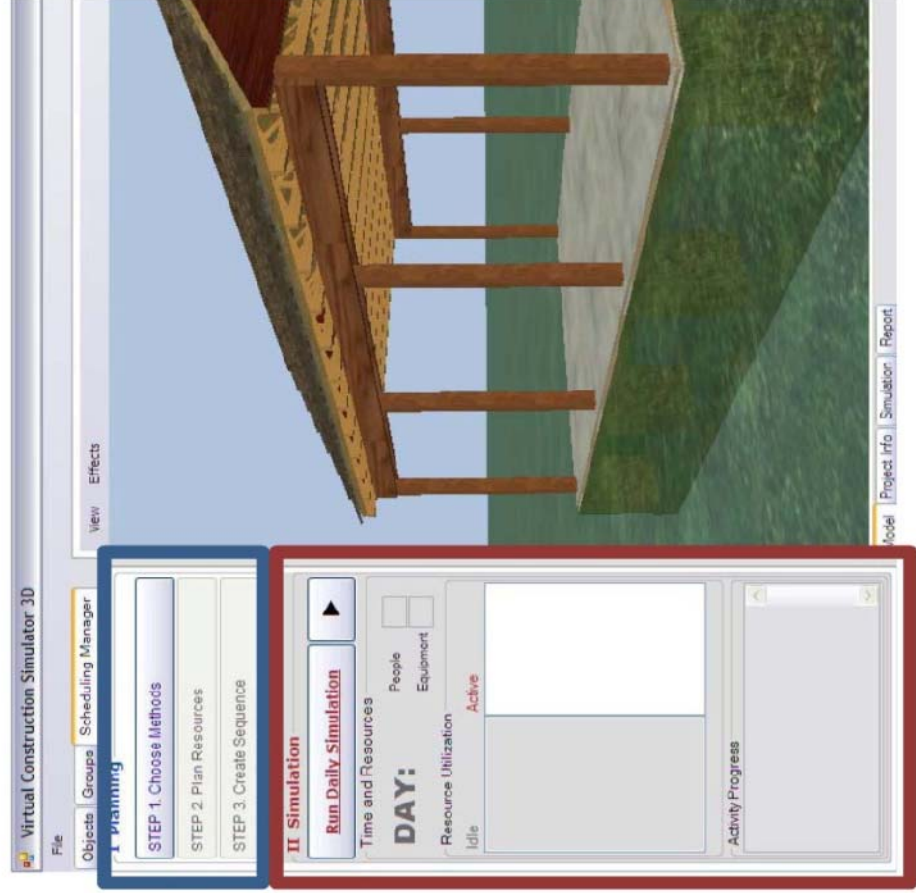 Virtual Construction Simulator 3D
File
Objects Groups Scheduling Manager
View Effects
I Planning
STEP 1. Choose Methods
STEP 2. Plan Resources
STEP 3. Create Sequence
II Simulation
Run Daily Simulation
Time and Resources
DAY:
People
Equipment
Resource Utilization
Idle Active
Activity Progress
Model Project Info Simulation Report